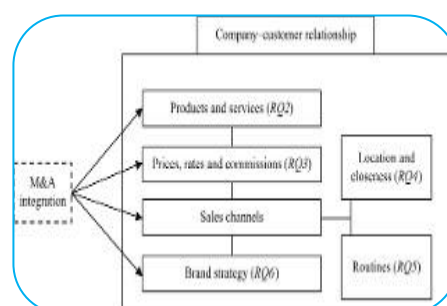 Company–customer relationship
Products and services (RQ2)
Prices, rates and commissions (RQ3)
Location and
closeness (RQ4)
M&A
integration
Sales channels
Brand strategy (RQ6)
Routines (RQ5)